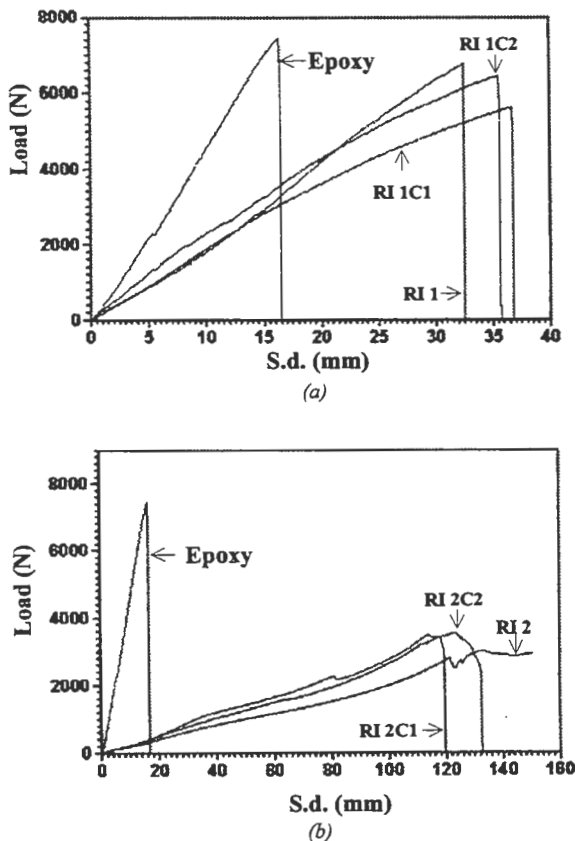 8000
6000
4000
2000
0
Load (N)
RI 1C2
Epoxy
RI 1C1
RI 1
0 5 10 15 20 25 30 35 40
S.d. (mm)
(a)
8000
6000
4000
2000
0
Load (N)
Epoxy
RI 2C2
RI 2
RI 2C1
0 20 40 60 80 100 120 140 160
S.d. (mm)
(b)